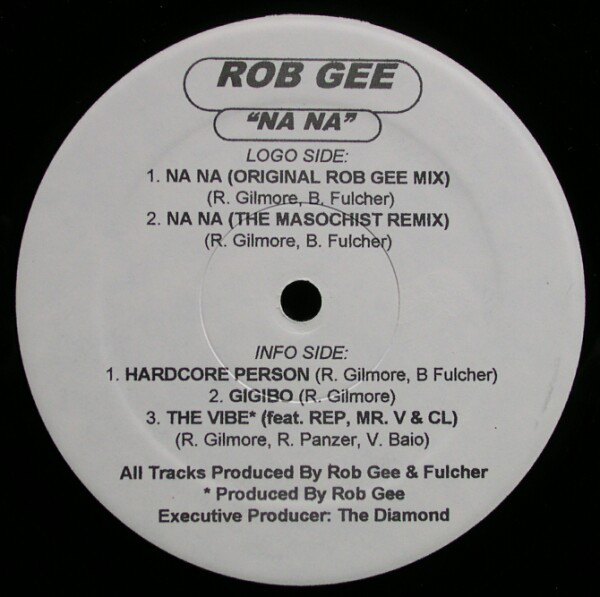 ROB GEE
“NA NA”
LOGO SIDE:
1. NA NA (ORIGINAL ROB GEE MIX)
(R. Gilmore, B. Fulcher)
2. NA NA (THE MASOCHIST REMIX)
(R. Gilmore, B. Fulcher)
INFO SIDE:
1. HARDCORE PERSON (R. Gilmore, B Fulcher)
2. GIGIBO (R. Gilmore)
3. THE VIBE* (feat. REP, MR. V & CL)
(R. Gilmore, R. Panzer, V. Baio)
All Tracks Produced By Rob Gee & Fulcher
* Produced By Rob Gee
Executive Producer: The Diamond